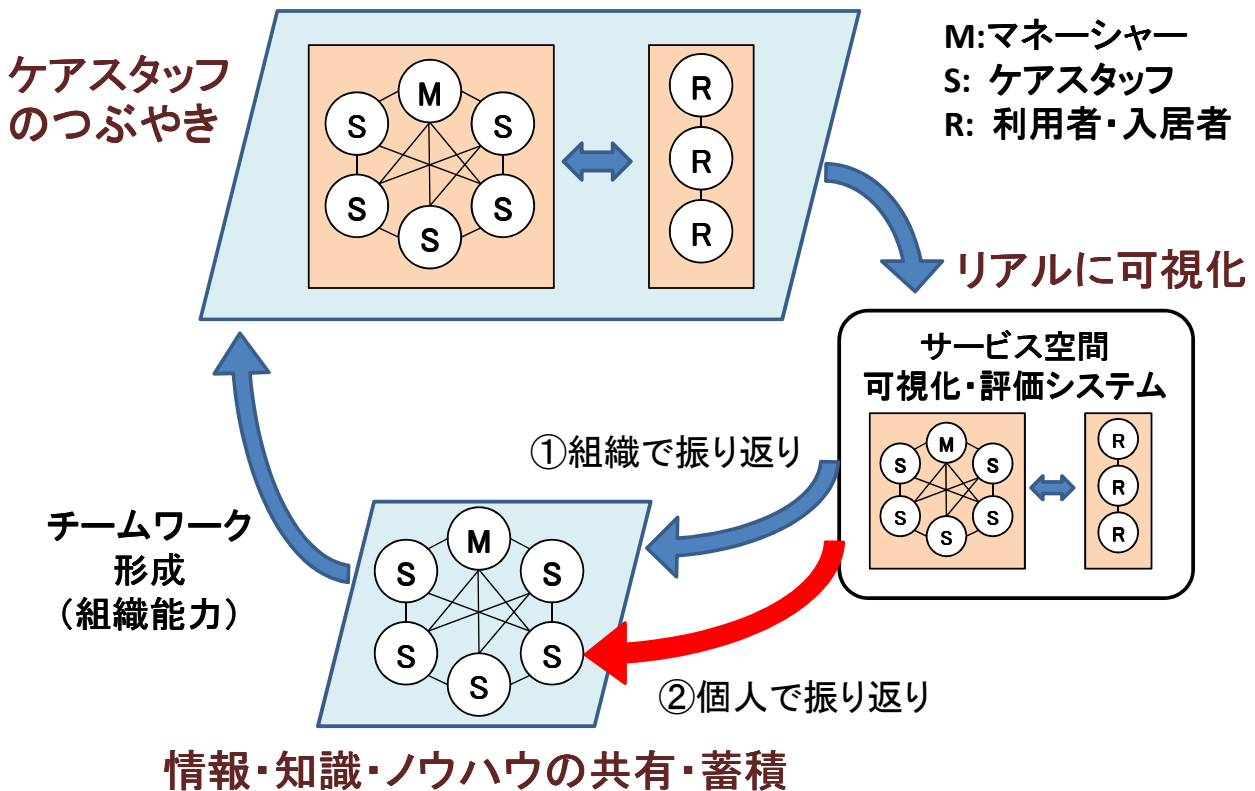 ケアスタッフ
のつぶやき
M:マネーシャー
S: ケアスタッフ
R: 利用者・入居者
M
S
S
S
S
S
R
R
R
リアルに可視化
サービス空間
可視化・評価システム
M
S
S
S
S
S
R
R
R
①組織で振り返り
チームワーク
形成
（組織能力）
M
S
S
S
S
S
②個人で振り返り
情報・知識・ノウハウの共有・蓄積